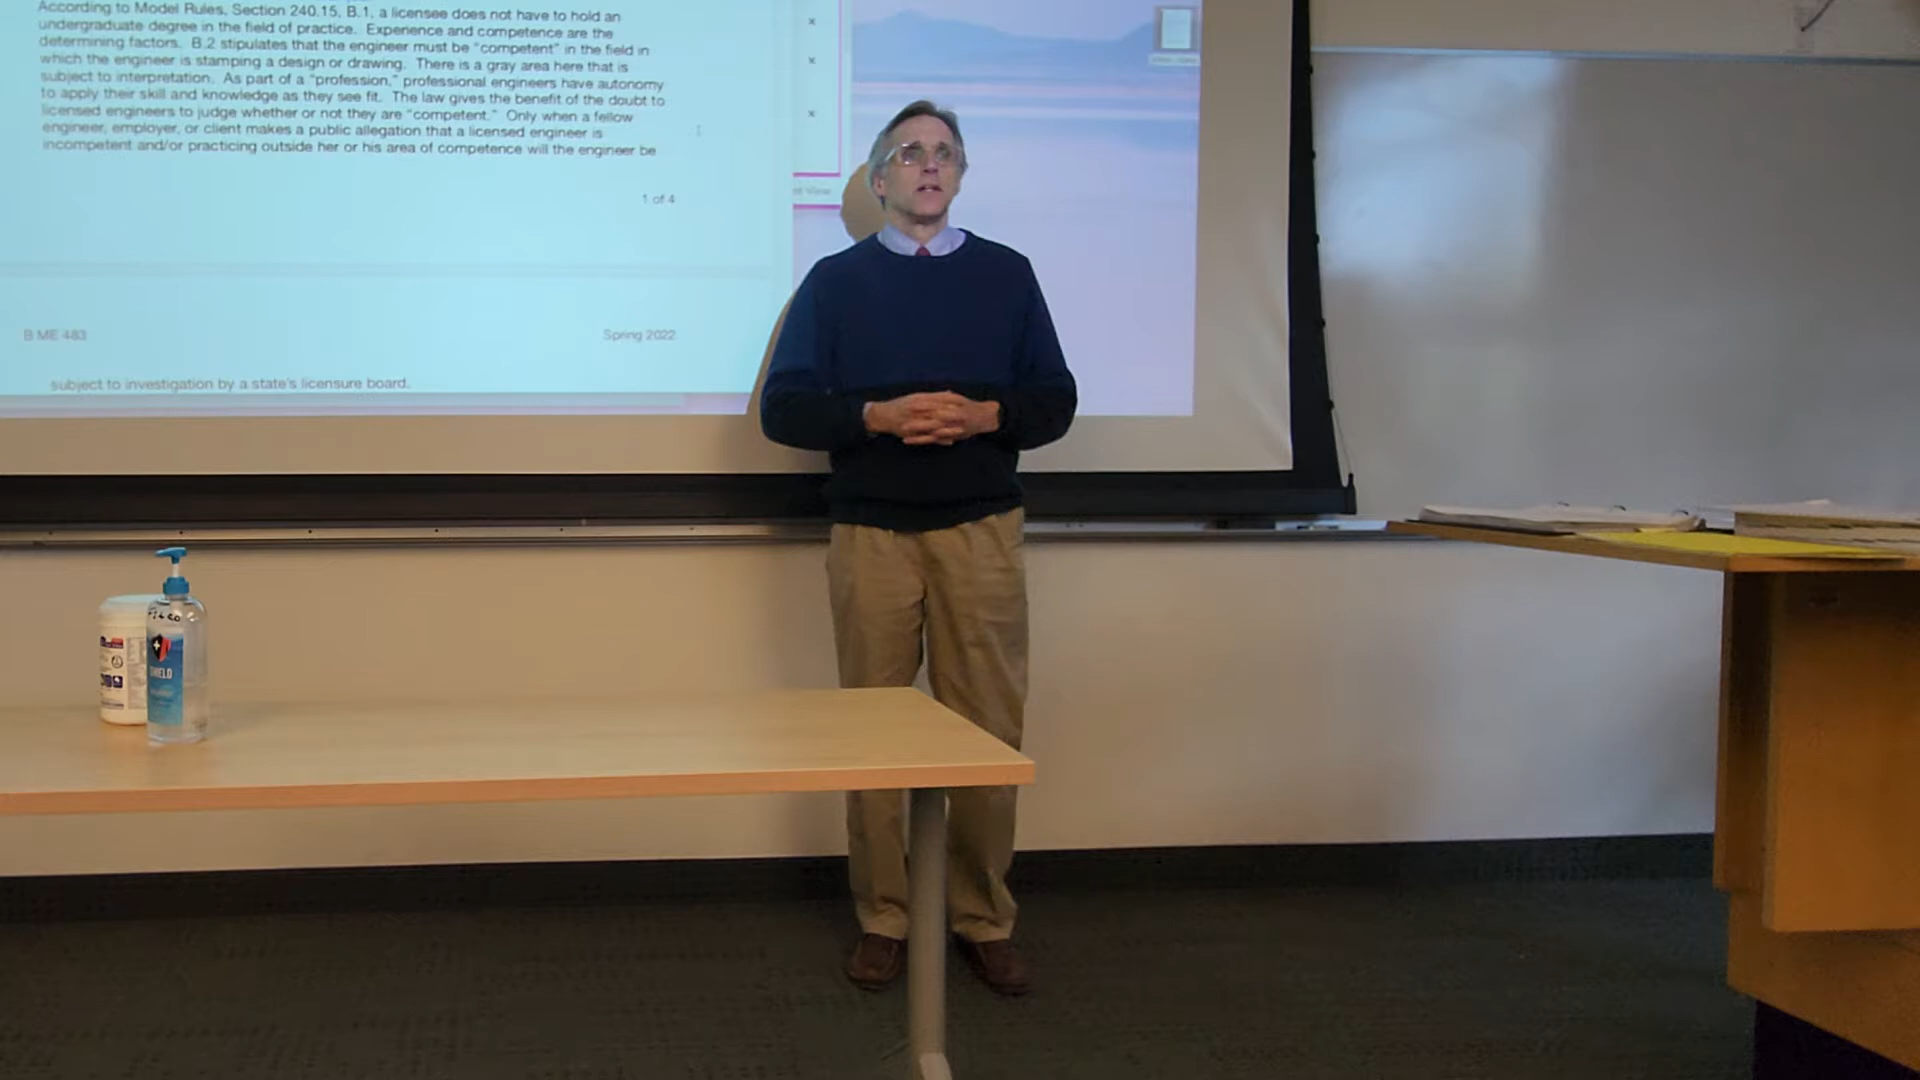 According to Model Rules, Section 240.15, B.1, a licensee does not have to hold an
undergraduate degree in the field of practice. Experience and competence are the
determining factors. B.2 stipulates that the engineer must be "competent" in the field in
which the engineer is stamping a design or drawing. There is a gray area here that is
subject to interpretation. As part of a "profession," professional engineers have autonomy
to apply their skill and knowledge as they see fit. The law gives the benefit of the doubt to
licensed engineers to judge whether or not they are "competent." Only when a fellow
engineer, employer, or client makes a public allegation that a licensed engineer is
incompetent and/or practicing outside her or his area of competence will the engineer be
1 of 4
B ME 483 Spring 2022
subject to investigation by a state's licensure board.
View
SHIELD